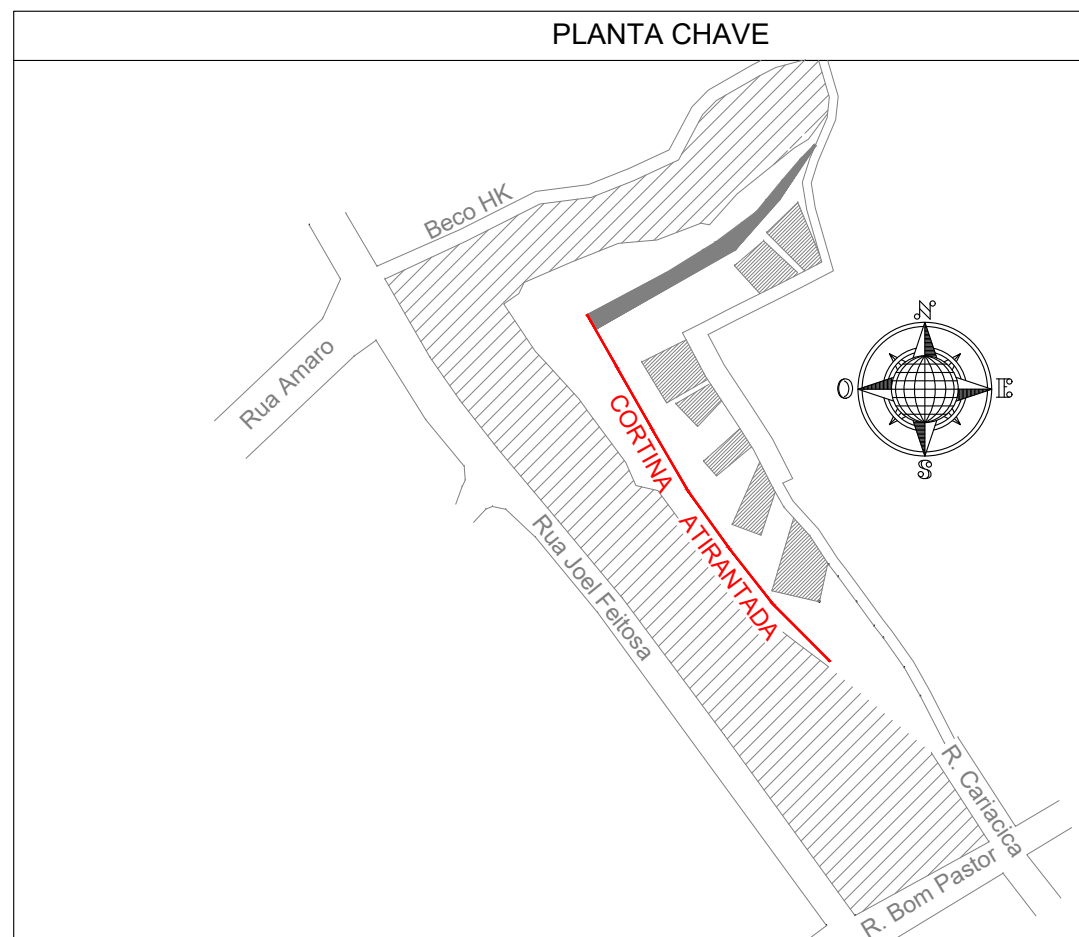 PLANTA CHAVE
Beco HK
Rua Amaro
N
O
E
S
CORTINA ATIRANTADA
Rua Joel Feitosa
R. Cariacica
R. Bom Pastor